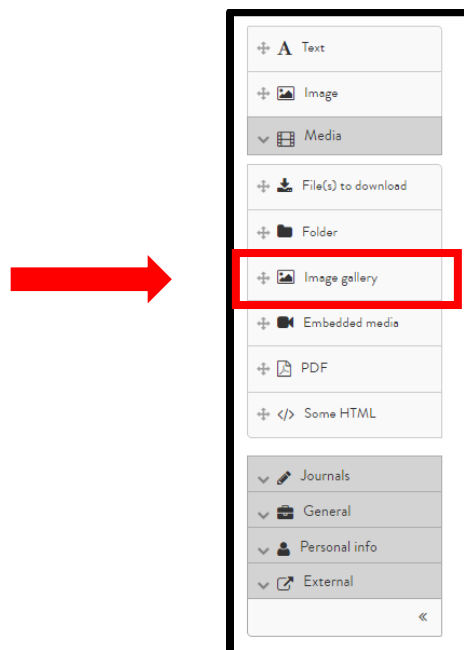 Text
Image
Media
File(s) to download
Folder
Image gallery
Embedded media
PDF
</> Some HTML
Journals
General
Personal info
External
«